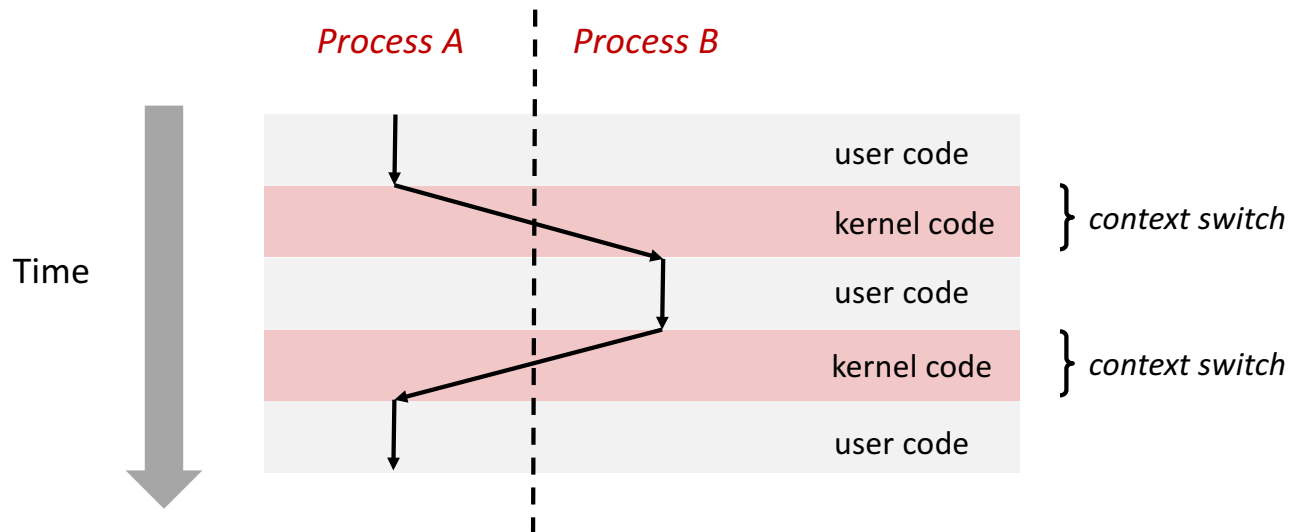 Process A
Process B
user code
kernel code
context switch
Time
user code
kernel code
context switch
user code